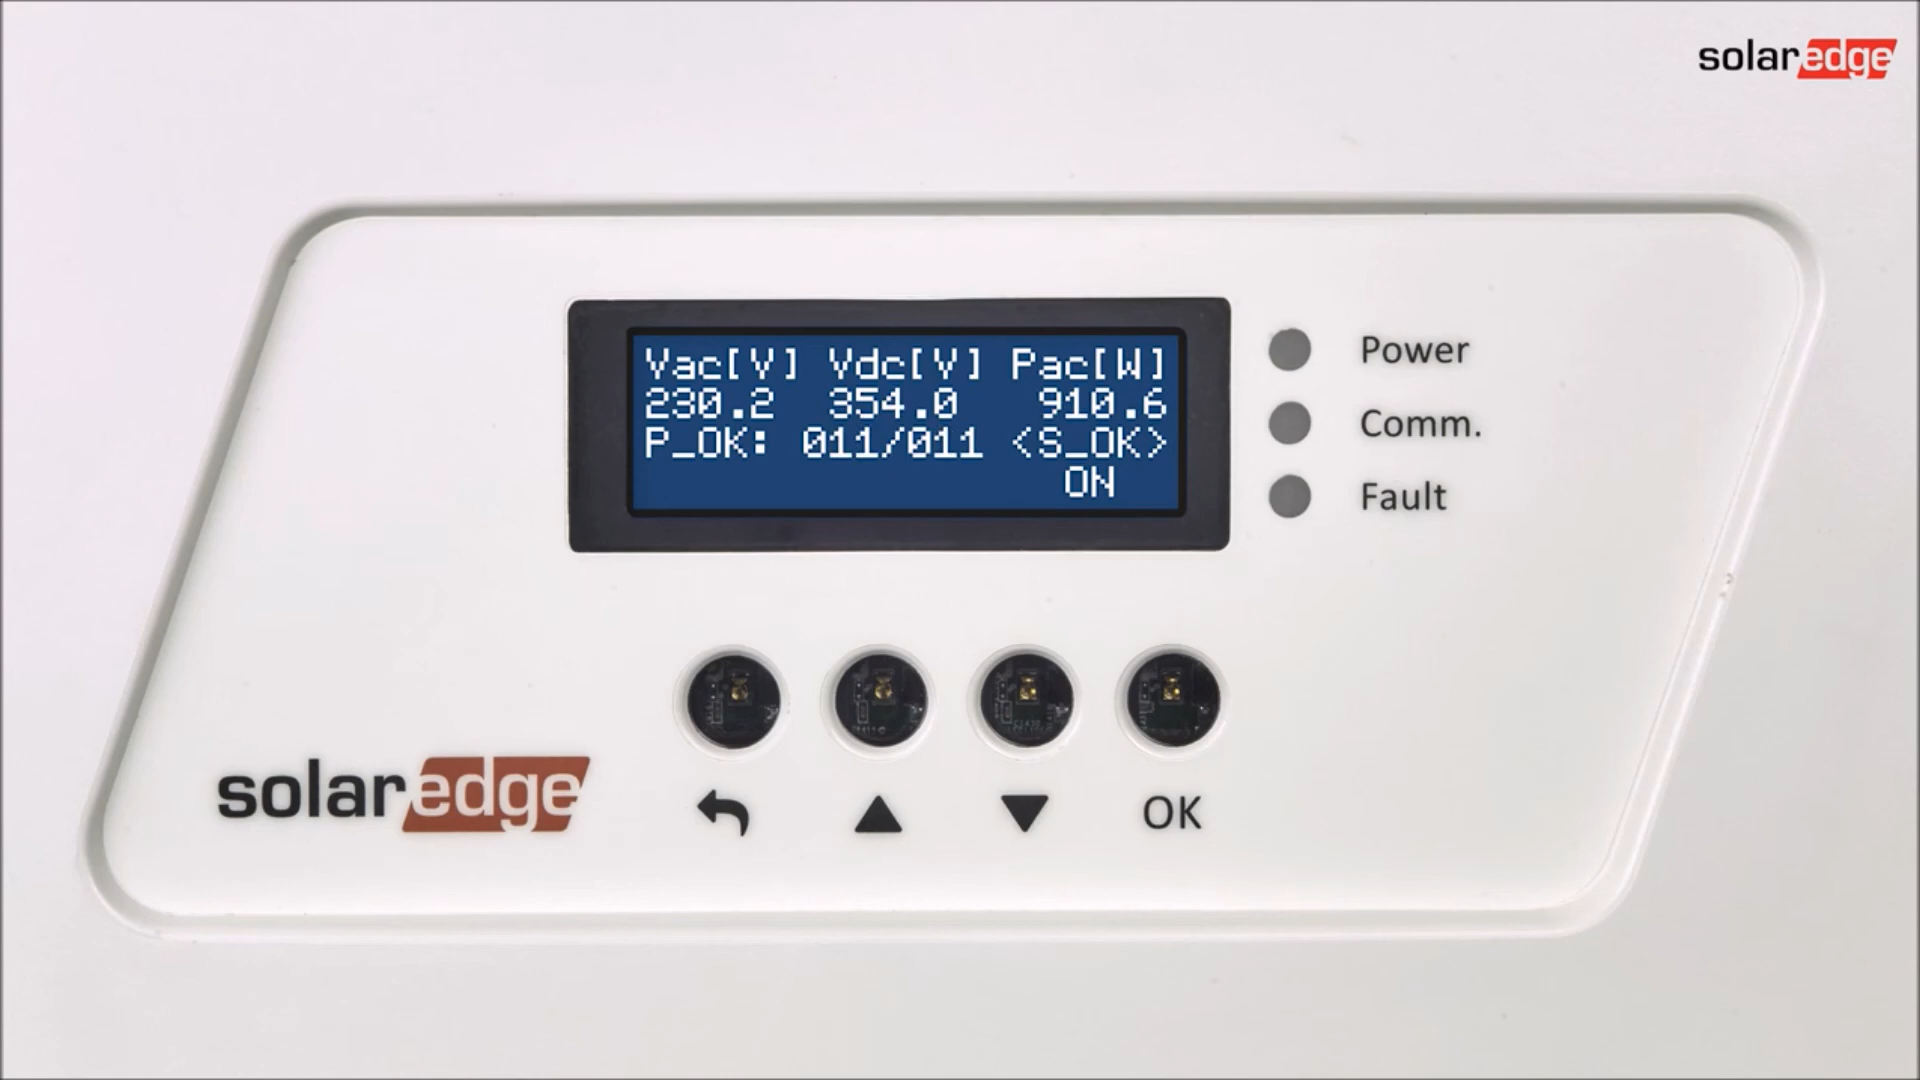 solaredge
Vac[V] Vdc[V] Pac[W]
230.2 354.0 910.6
P_OK: 011/011 <S_OK>
ON
Power
Comm.
Fault
solaredge
OK